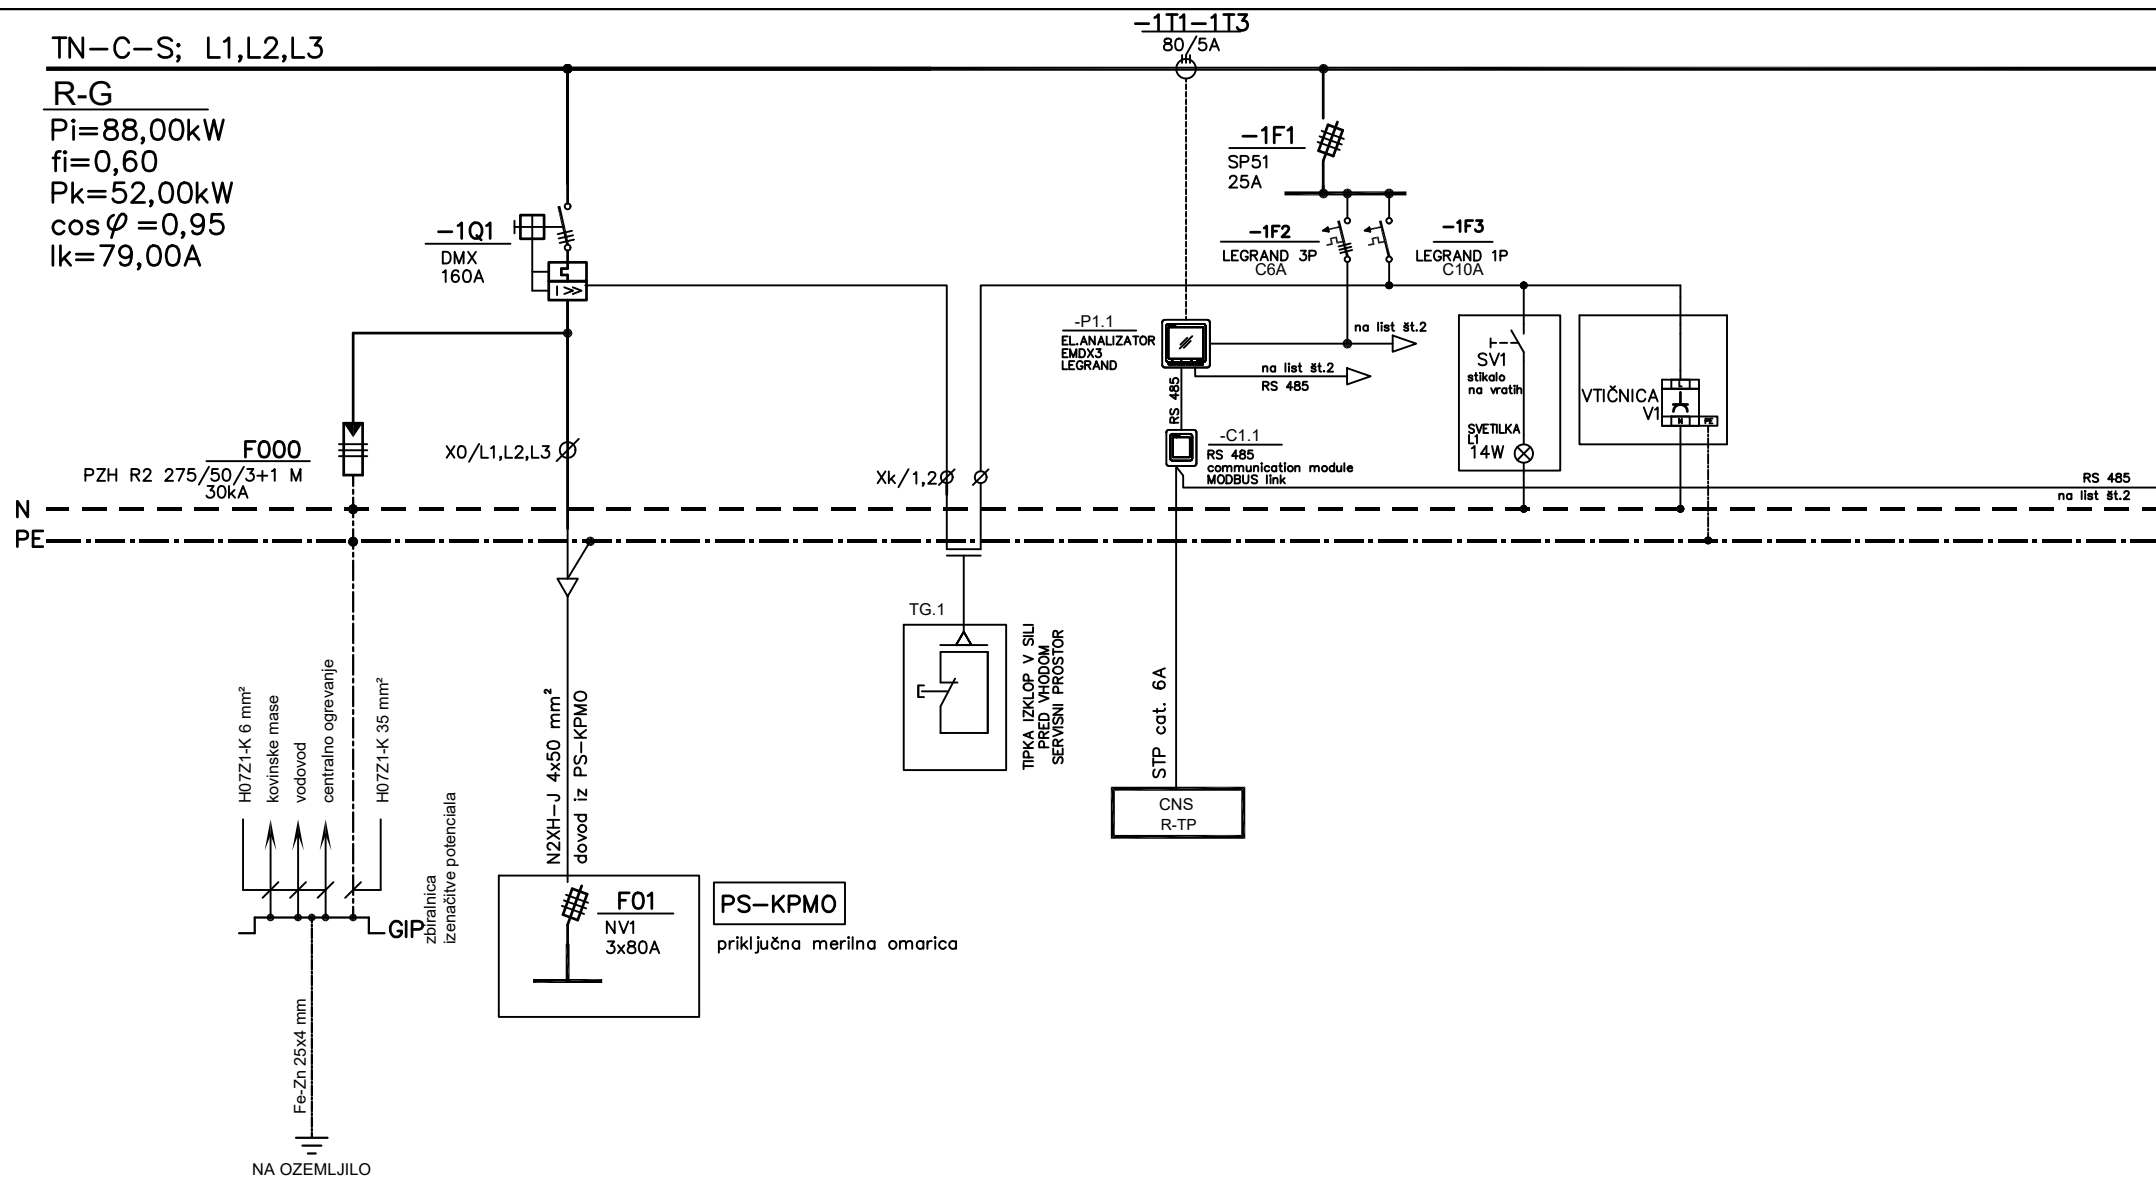 -1T1-1T3
80/5A
TN-C-S; L1,L2,L3
R-G
Pi=88,00kW
fi=0,60
Pk=52,00kW
cosφ=0,95
Ik=79,00A
-1Q1
DMX
160A
I >>
-1F1
SP51
25A
-1F2
LEGRAND 3P
C6A
-1F3
LEGRAND 1P
C10A
-P1.1
EL.ANALIZATOR
EMDX3
LEGRAND
na list št.2
na list št.2
RS 485
RS 485
-C1.1
RS 485
communication module
MODBUS link
SV1
stikalo
na vratih
SVETILKA
L1
14W
VTIČNICA
V1
L
N
PE
F000
PZH R2 275/50/3+1 M
30kA
X0/L1,L2,L3
Xk/1,2
RS 485
na list št.2
N
PE
TG.1
TIPKA IZKLOP V SILI
PRED VHODOM
SERVISNI PROSTOR
STP cat. 6A
CNS
R-TP
H07Z1-K 6 mm²
kovinske mase
vodovod
centralno ogrevanje
H07Z1-K 35 mm²
GIP
zbiralnica
izenačitve potenciala
N2XH-J 4x50 mm²
dovod iz PS-KPMO
F01
NV1
3x80A
PS-KPMO
priključna merilna omarica
Fe-Zn 25x4 mm
NA OZEMLJILO